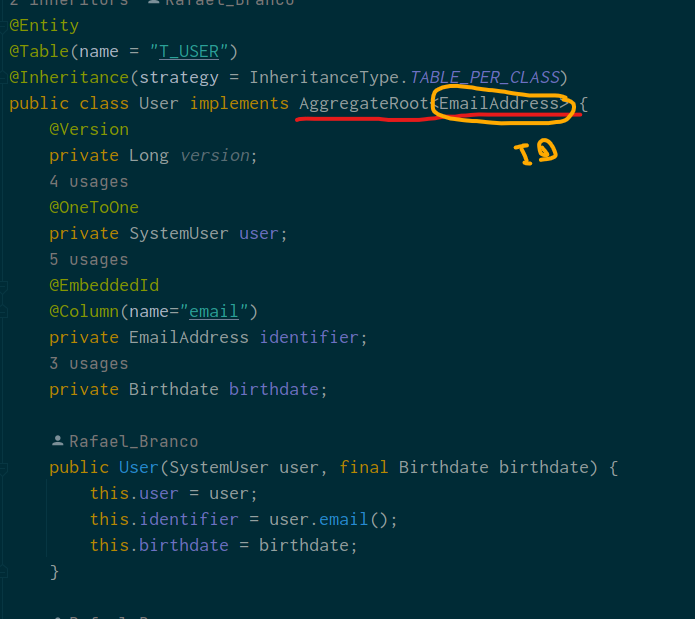 2 inheritors Rafael_Branco
@Entity
@Table(name = "T_USER")
@Inheritance(strategy = InheritanceType.TABLE_PER_CLASS)
public class User implements AggregateRoot<EmailAddress> {
ID
@Version
private Long version;
4 usages
@OneToOne
private SystemUser user;
5 usages
@EmbeddedId
@Column(name="email")
private EmailAddress identifier;
3 usages
private Birthdate birthdate;
Rafael_Branco
public User(SystemUser user, final Birthdate birthdate) {
this.user = user;
this.identifier = user.email();
this.birthdate = birthdate;
}